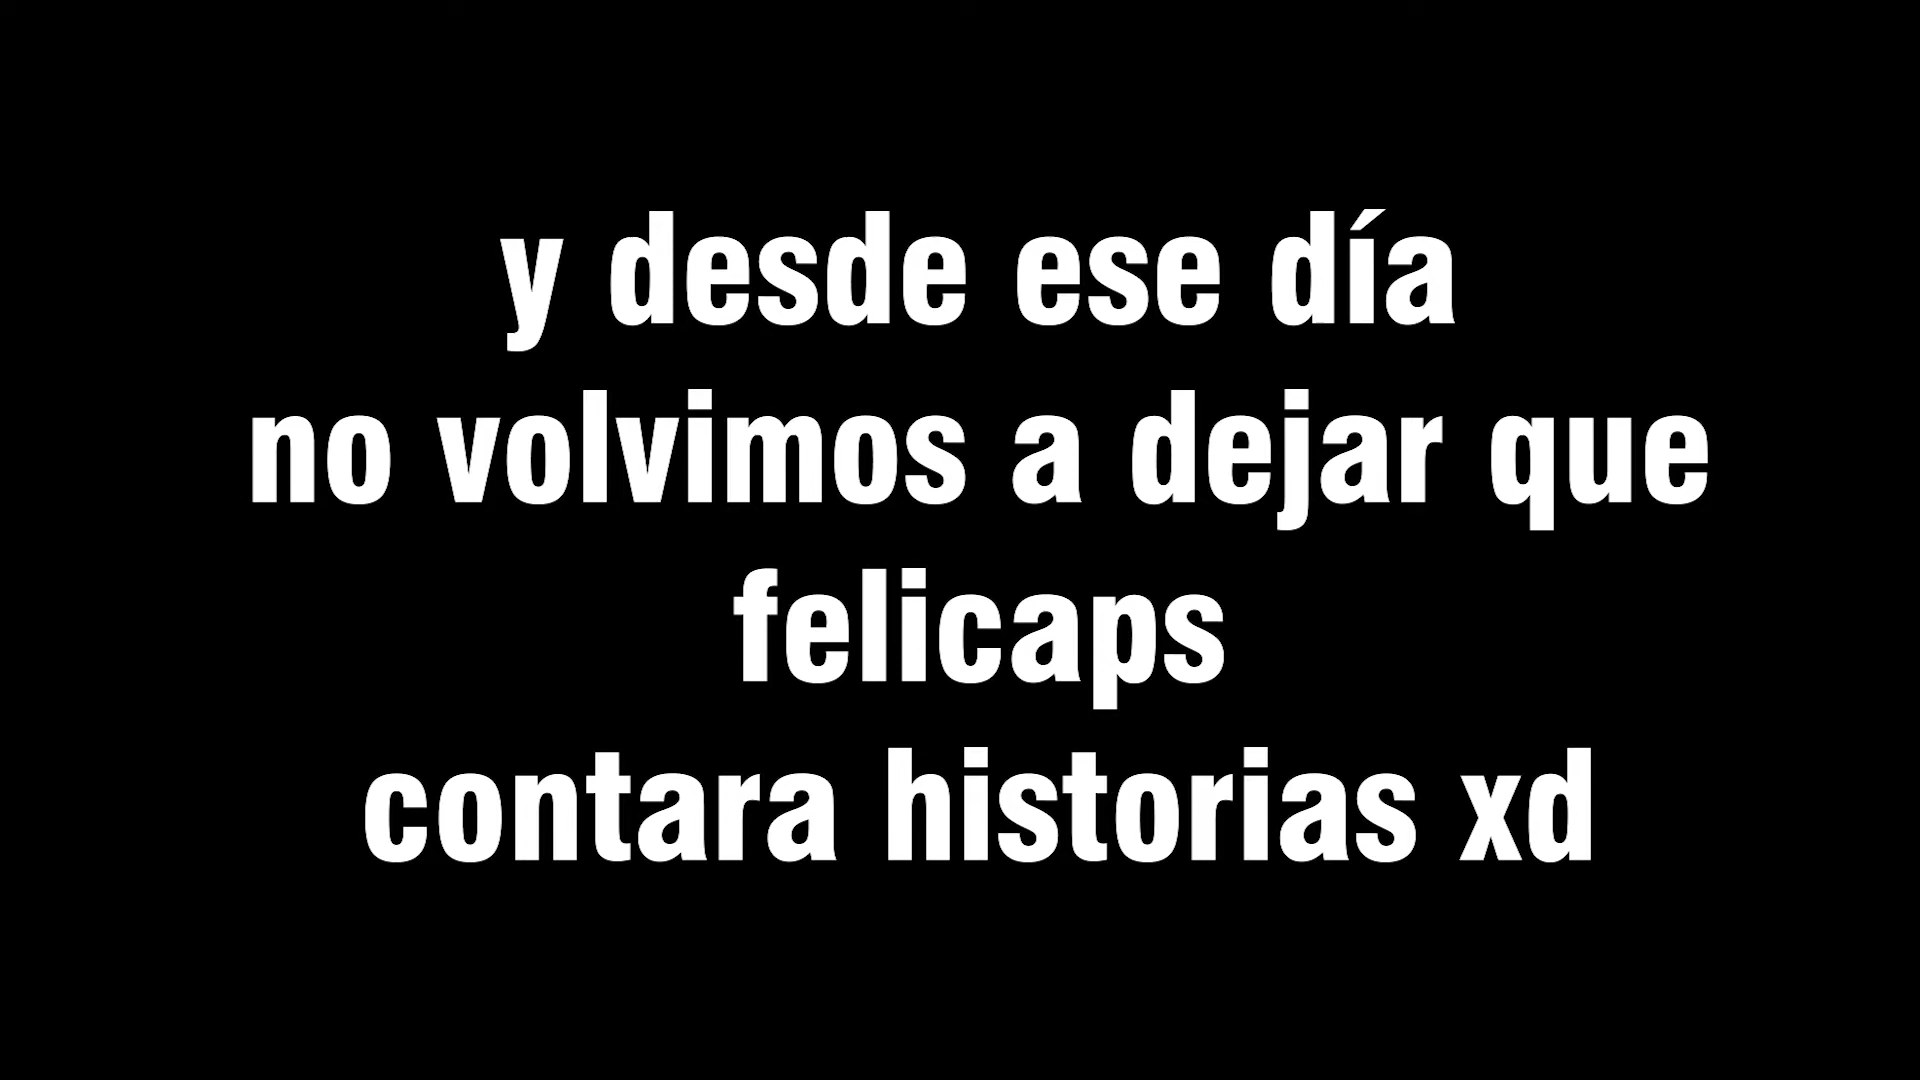 y desde ese día
no volvimos a dejar que
felicaps
contara historias xd